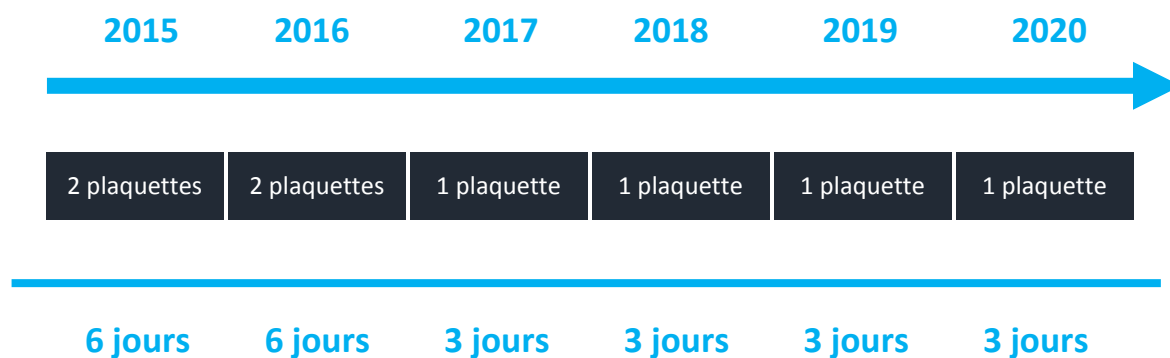 2015 2016 2017 2018 2019 2020
2 plaquettes 2 plaquettes 1 plaquette 1 plaquette 1 plaquette 1 plaquette
6 jours 6 jours 3 jours 3 jours 3 jours 3 jours